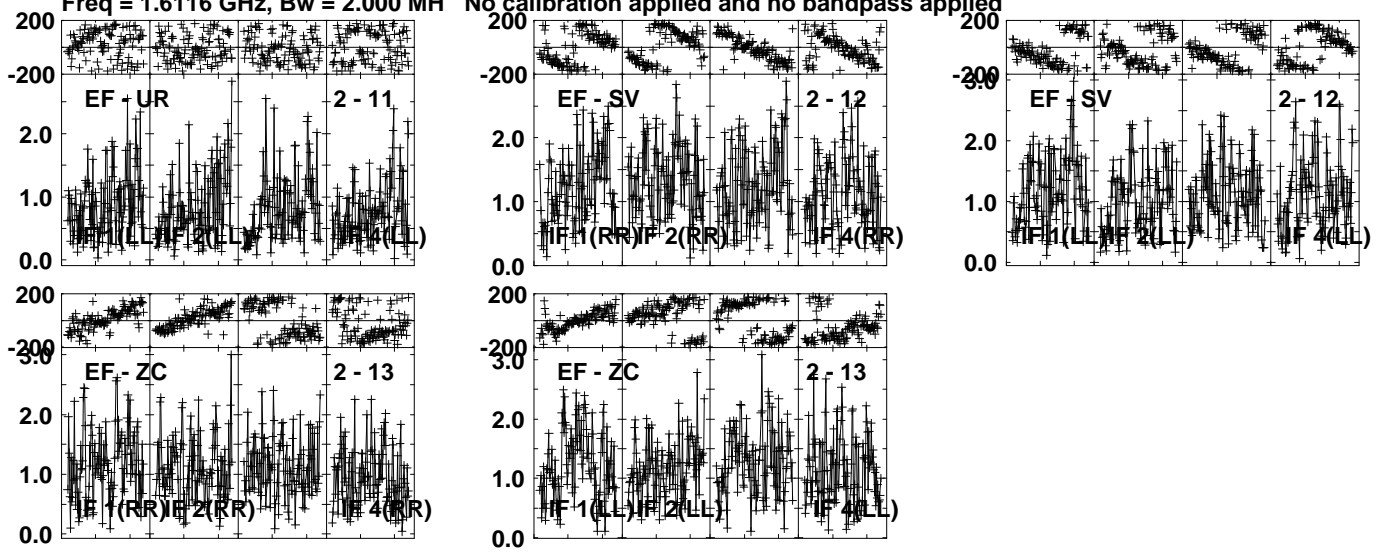 Freq = 1.6116 GHz, Bw = 2.000 MH No calibration applied and no bandpass applied
200
-200
EF - UR 2 - 11
2.0
1.0
0.0
IF 1(LL) IF 2(LL) IF 4(LL)
EF - SV 2 - 12
2.0
1.0
0.0
IF 1(RR) IF 2(RR) IF 4(RR)
200
-200
3.0
EF - SV 2 - 12
2.0
1.0
0.0
IF 1(LL) IF 2(LL) IF 4(LL)
200
-200
3.0
EF - ZC 2 - 13
2.0
1.0
0.0
IF 1(RR) IF 2(RR) IF 4(RR)
3.0
EF - ZC 2 - 13
2.0
1.0
0.0
IF 1(LL) IF 2(LL) IF 4(LL)